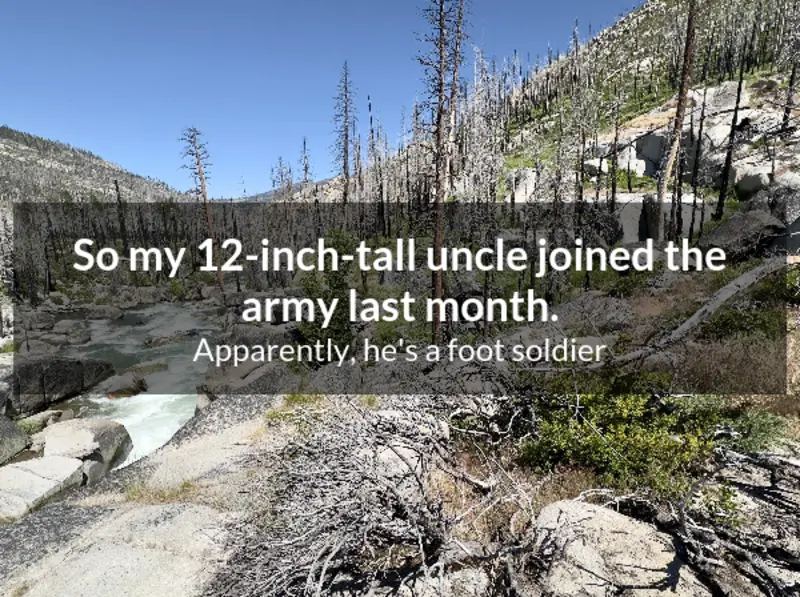 So my 12-inch-tall uncle joined the
army last month.
Apparently, he's a foot soldier